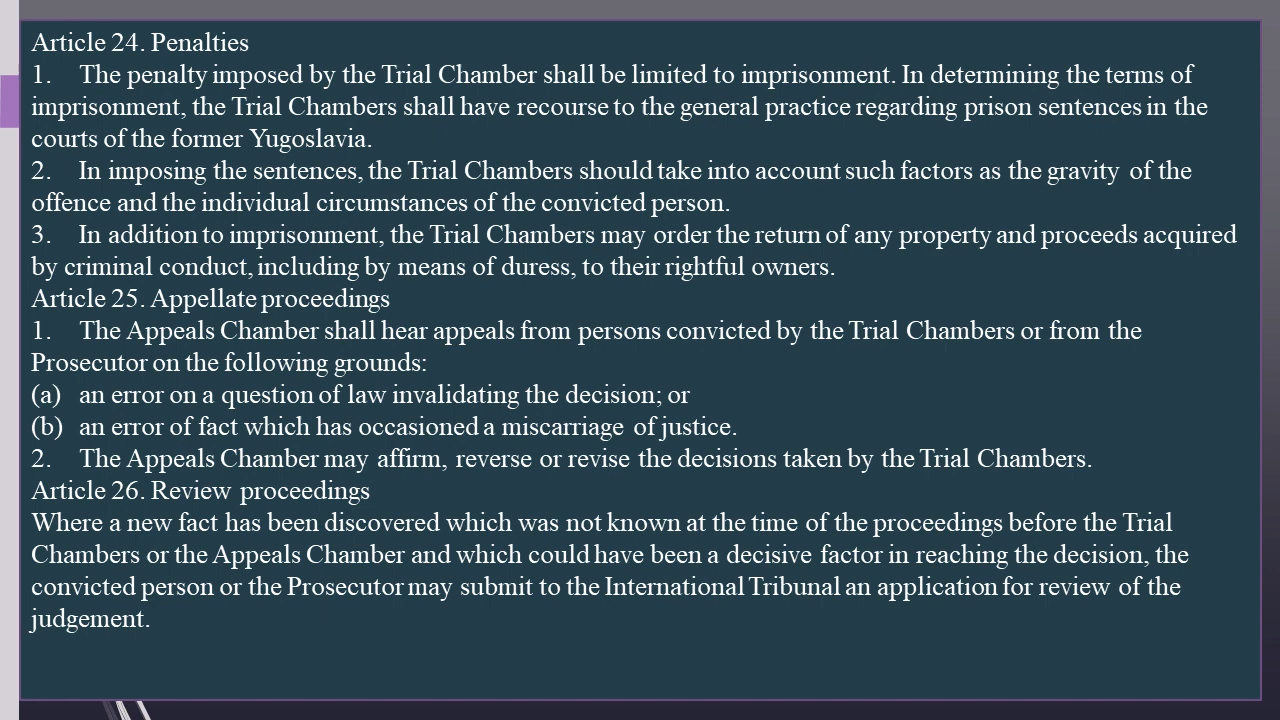 Article 24. Penalties
1. The penalty imposed by the Trial Chamber shall be limited to imprisonment. In determining the terms of
imprisonment, the Trial Chambers shall have recourse to the general practice regarding prison sentences in the
courts of the former Yugoslavia.
2. In imposing the sentences, the Trial Chambers should take into account such factors as the gravity of the
offence and the individual circumstances of the convicted person.
3. In addition to imprisonment, the Trial Chambers may order the return of any property and proceeds acquired
by criminal conduct, including by means of duress, to their rightful owners.
Article 25. Appellate proceedings
1. The Appeals Chamber shall hear appeals from persons convicted by the Trial Chambers or from the
Prosecutor on the following grounds:
(a) an error on a question of law invalidating the decision; or
(b) an error of fact which has occasioned a miscarriage of justice.
2. The Appeals Chamber may affirm, reverse or revise the decisions taken by the Trial Chambers.
Article 26. Review proceedings
Where a new fact has been discovered which was not known at the time of the proceedings before the Trial
Chambers or the Appeals Chamber and which could have been a decisive factor in reaching the decision, the
convicted person or the Prosecutor may submit to the International Tribunal an application for review of the
judgement.